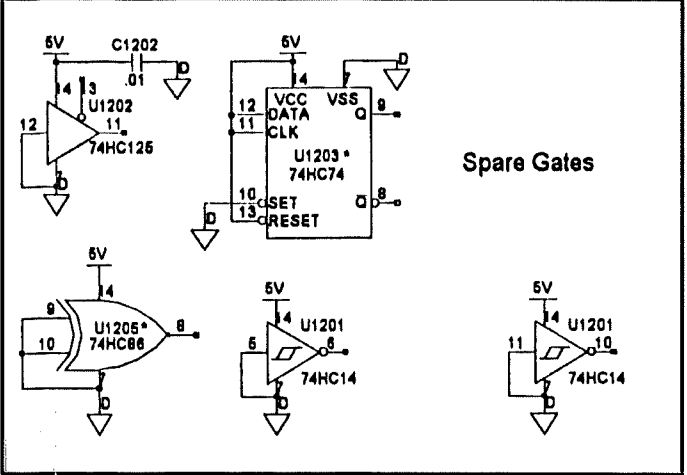 5V
C1202
.01
D
14
13
U1202
12
11
74HC125
7
D
5V
14
7
D
VCC
VSS
12
DATA
Q
9
11
CLK
U1203*
74HC74
10
SET
Q
8
13
RESET
D
Spare Gates
5V
14
9
U1205*
8
10
74HC86
7
D
5V
14
U1201
5
6
74HC14
7
D
5V
14
U1201
11
10
74HC14
7
D